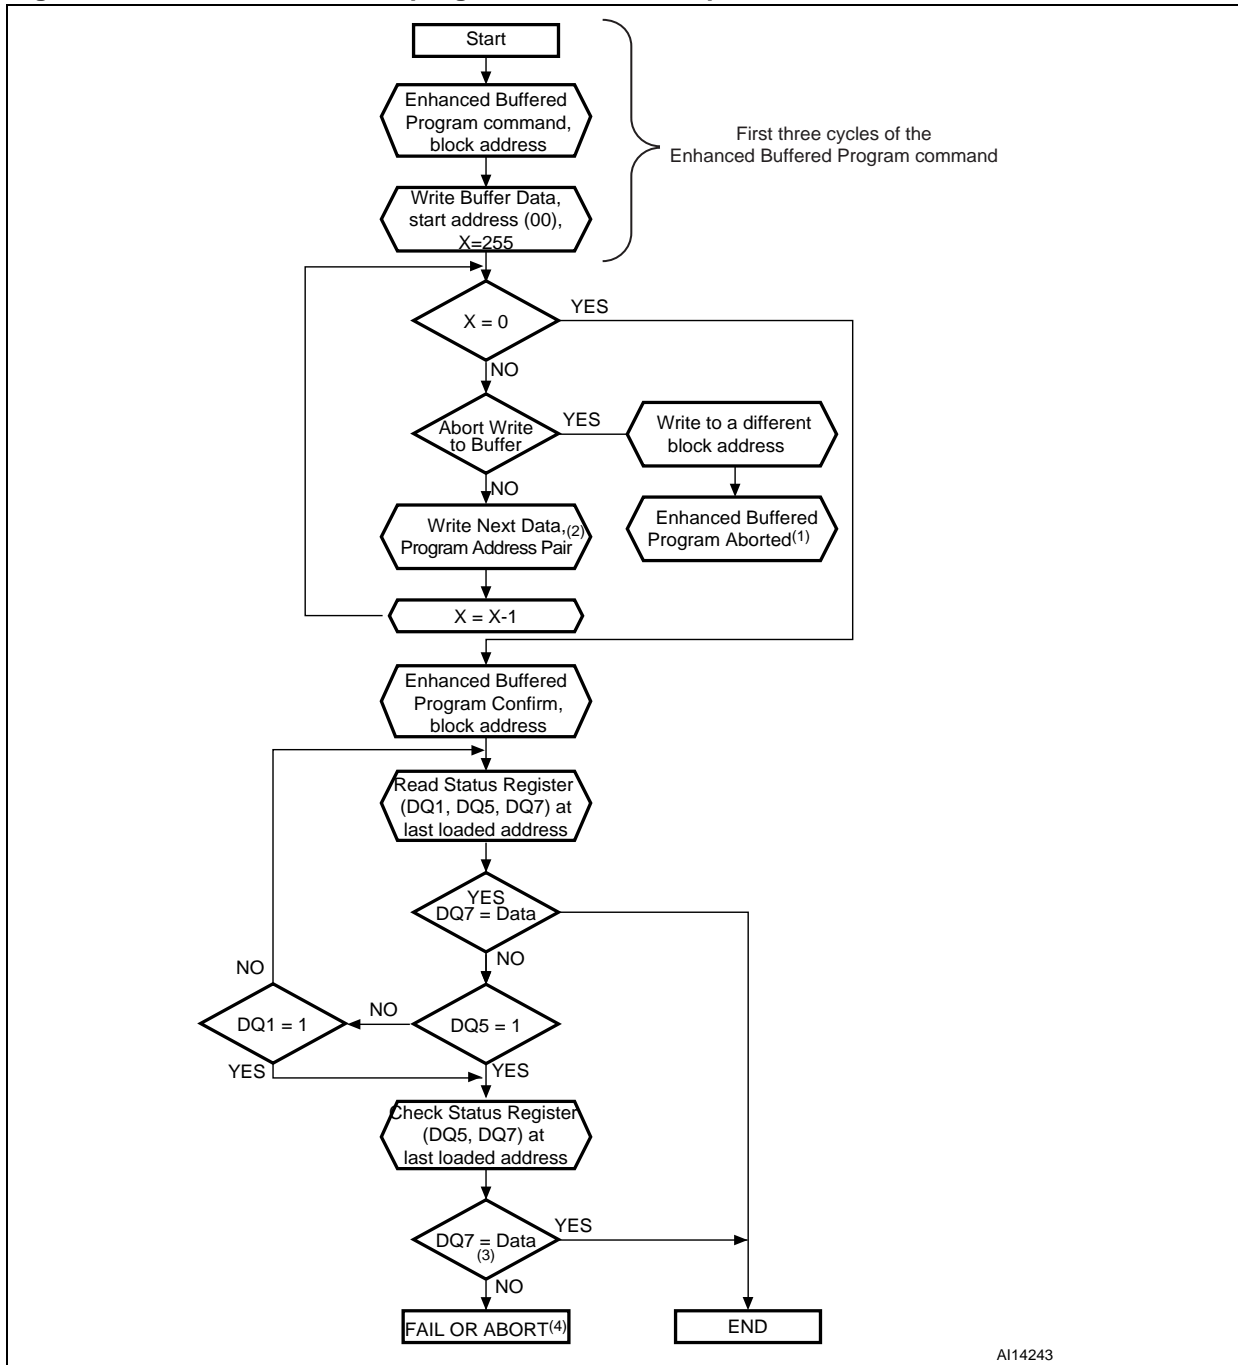 Start
Enhanced Buffered
Program command,
block address
First three cycles of the
Enhanced Buffered Program command
Write Buffer Data,
start address (00),
X=255
X = 0
YES
NO
Abort Write
to Buffer
YES
Write to a different
block address
NO
Write Next Data,(2)
Program Address Pair
Enhanced Buffered
Program Aborted(1)
X = X-1
Enhanced Buffered
Program Confirm,
block address
Read Status Register
(DQ1, DQ5, DQ7) at
last loaded address
YES
DQ7 = Data
NO
NO
DQ1 = 1
NO
DQ5 = 1
YES
YES
Check Status Register
(DQ5, DQ7) at
last loaded address
DQ7 = Data
(3)
YES
NO
FAIL OR ABORT(4)
END
AI14243